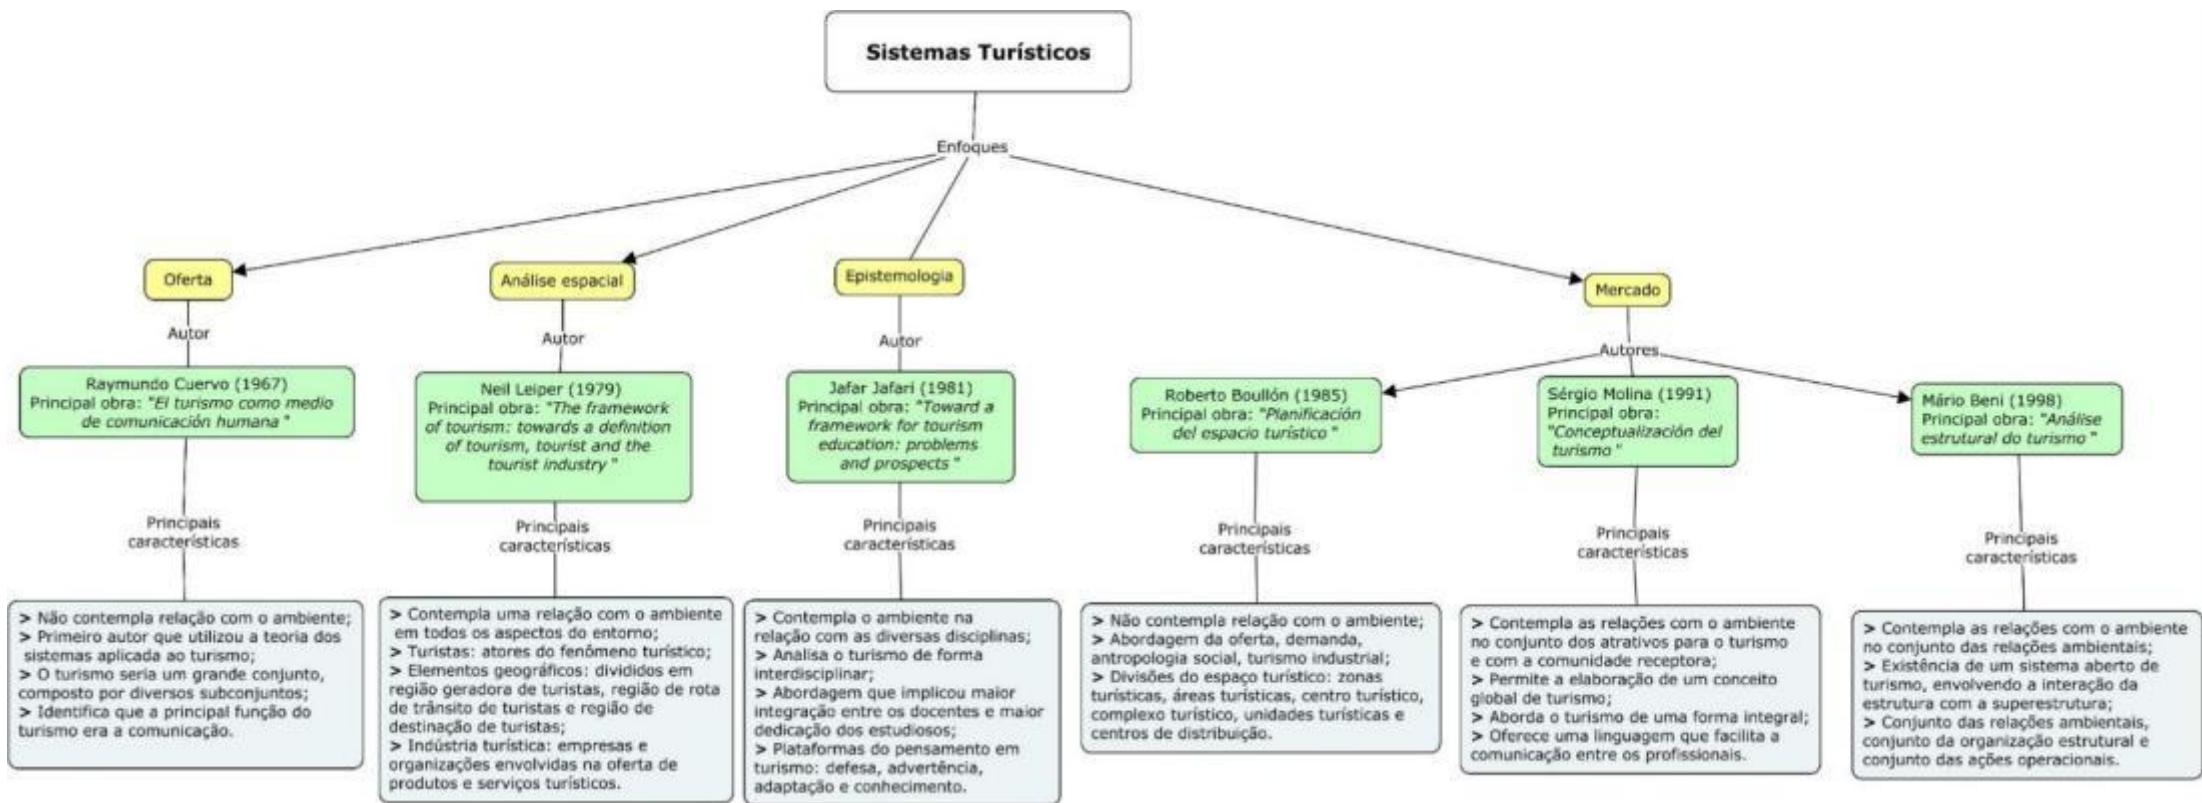 Sistemas Turísticos
Enfoques
Oferta
Autor
Raymundo Cuervo (1967)
Principal obra: "El turismo como medio
de comunicación humana "
Principais
características
> Não contempla relação com o ambiente;
> Primeiro autor que utilizou a teoria dos
sistemas aplicada ao turismo;
> O turismo seria um grande conjunto,
composto por diversos subconjuntos;
> Identifica que a principal função do
turismo era a comunicação.
Análise espacial
Autor
Neil Leiper (1979)
Principal obra: "The framework
of tourism: towards a definition
of tourism, tourist and the
tourist industry "
Principais
características
> Contempla uma relação com o ambiente
em todos os aspectos do entorno;
> Turistas: atores do fenômeno turístico;
> Elementos geográficos: divididos em
região geradora de turistas, região de rota
de trânsito de turistas e região de
destinação de turistas;
> Indústria turística: empresas e
organizações envolvidas na oferta de
produtos e serviços turísticos.
Epistemologia
Autor
Jafar Jafari (1981)
Principal obra: "Toward a
framework for tourism
education: problems
and prospects "
Principais
características
> Contempla o ambiente na
relação com as diversas disciplinas;
> Analisa o turismo de forma
interdisciplinar;
> Abordagem que implicou maior
integração entre os docentes e maior
dedicação dos estudiosos;
> Plataformas do pensamento em
turismo: defesa, advertência,
adaptação e conhecimento.
Mercado
Autores
Roberto Boullón (1985)
Principal obra: "Planificación
del espacio turístico "
Principais
características
> Não contempla relação com o ambiente;
> Abordagem da oferta, demanda,
antropologia social, turismo industrial;
> Divisões do espaço turístico: zonas
turísticas, áreas turísticas, centro turístico,
complexo turístico, unidades turísticas e
centros de distribuição.
Sérgio Molina (1991)
Principal obra:
"Conceptualización del
turismo "
Principais
características
> Contempla as relações com o ambiente
no conjunto dos atrativos para o turismo
e com a comunidade receptora;
> Permite a elaboração de um conceito
global de turismo;
> Aborda o turismo de uma forma integral;
> Oferece uma linguagem que facilita a
comunicação entre os profissionais.
Mário Beni (1998)
Principal obra: "Análise
estrutural do turismo "
Principais
características
> Contempla as relações com o ambiente
no conjunto das relações ambientais;
> Existência de um sistema aberto de
turismo, envolvendo a interação da
estrutura com a superestrutura;
> Conjunto das relações ambientais,
conjunto da organização estrutural e
conjunto das ações operacionais.